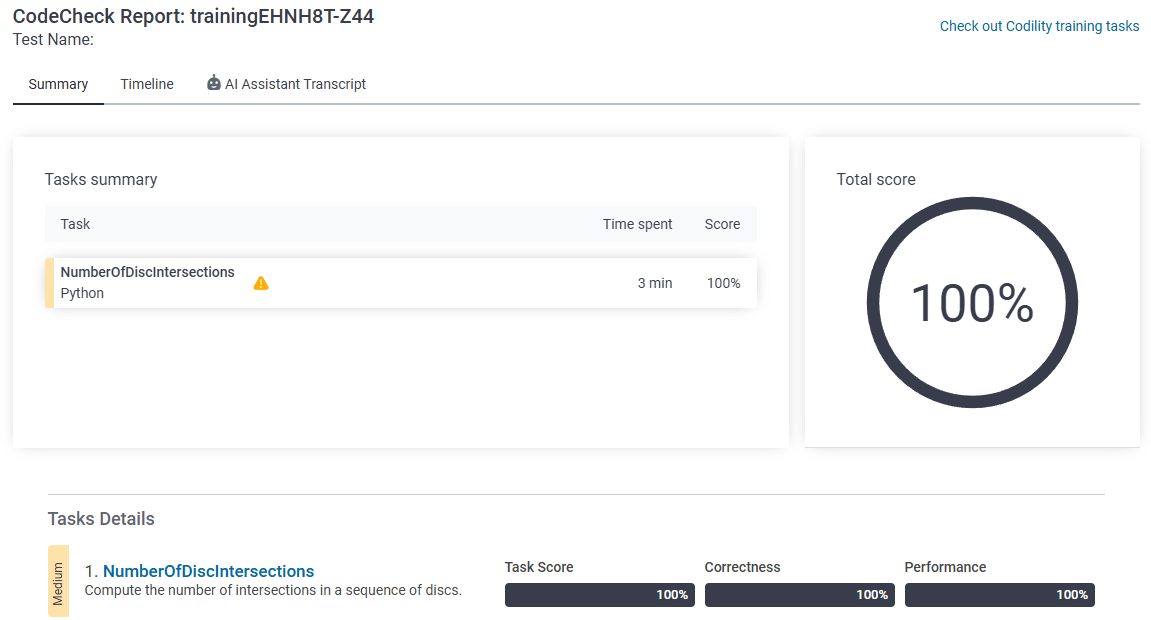 CodeCheck Report: trainingEHNH8T-Z44
Test Name:
Check out Codility training tasks
Summary
Timeline
AI Assistant Transcript
Tasks summary
Task Time spent Score
NumberOfDiscIntersections
Python
3 min 100%
Total score
100%
Tasks Details
Medium
1. NumberOfDiscIntersections
Compute the number of intersections in a sequence of discs.
Task Score
100%
Correctness
100%
Performance
100%